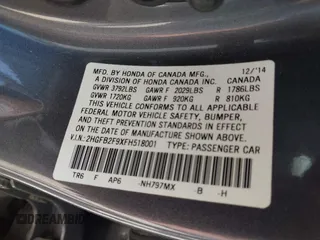 MFD. BY HONDA OF CANADA MFG., 12/'14
A DIVISION OF HONDA CANADA INC. CANADA
GVWR 3792LBS GAWR F 2029LBS R 1786LBS
GVWR 1720KG GAWR F 920KG R 810KG
THIS VEHICLE CONFORMS TO ALL APPLICABLE
FEDERAL MOTOR VEHICLE SAFETY, BUMPER,
AND THEFT PREVENTION STANDARDS IN EFFECT
ON THE DATE OF MANUFACTURE SHOWN ABOVE.
V.I.N.: 2HGFB2F9XFH518001 TYPE: PASSENGER CAR
TR6 F AP6 -NH797MX -B -H
DREAMBID